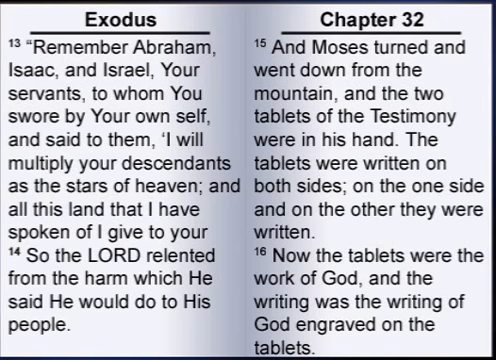 Exodus
13 “Remember Abraham,
Isaac, and Israel, Your
servants, to whom You
swore by Your own self,
and said to them, ‘I will
multiply your descendants
as the stars of heaven; and
all this land that I have
spoken of I give to your
14 So the LORD relented
from the harm which He
said He would do to His
people.
Chapter 32
15 And Moses turned and
went down from the
mountain, and the two
tablets of the Testimony
were in his hand. The
tablets were written on
both sides; on the one side
and on the other they were
written.
16 Now the tablets were the
work of God, and the
writing was the writing of
God engraved on the
tablets.